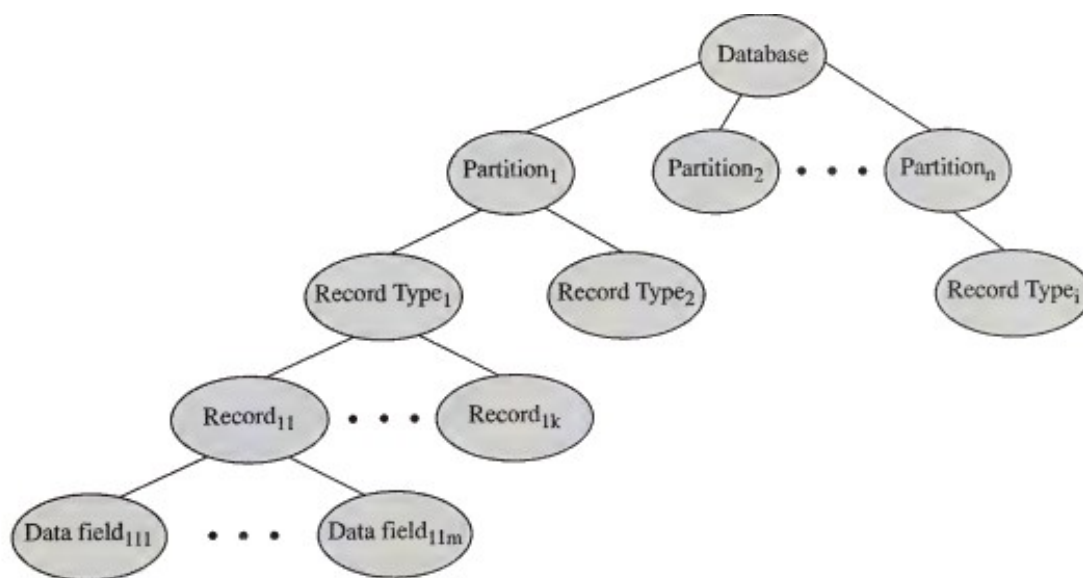 Database
Partition₁
Partition₂
Partitionₙ
Record Type₁
Record Type₂
Record Typeᵢ
Record₁₁
Record₁ₖ
Data field₁₁₁
Data field₁₁ₘ